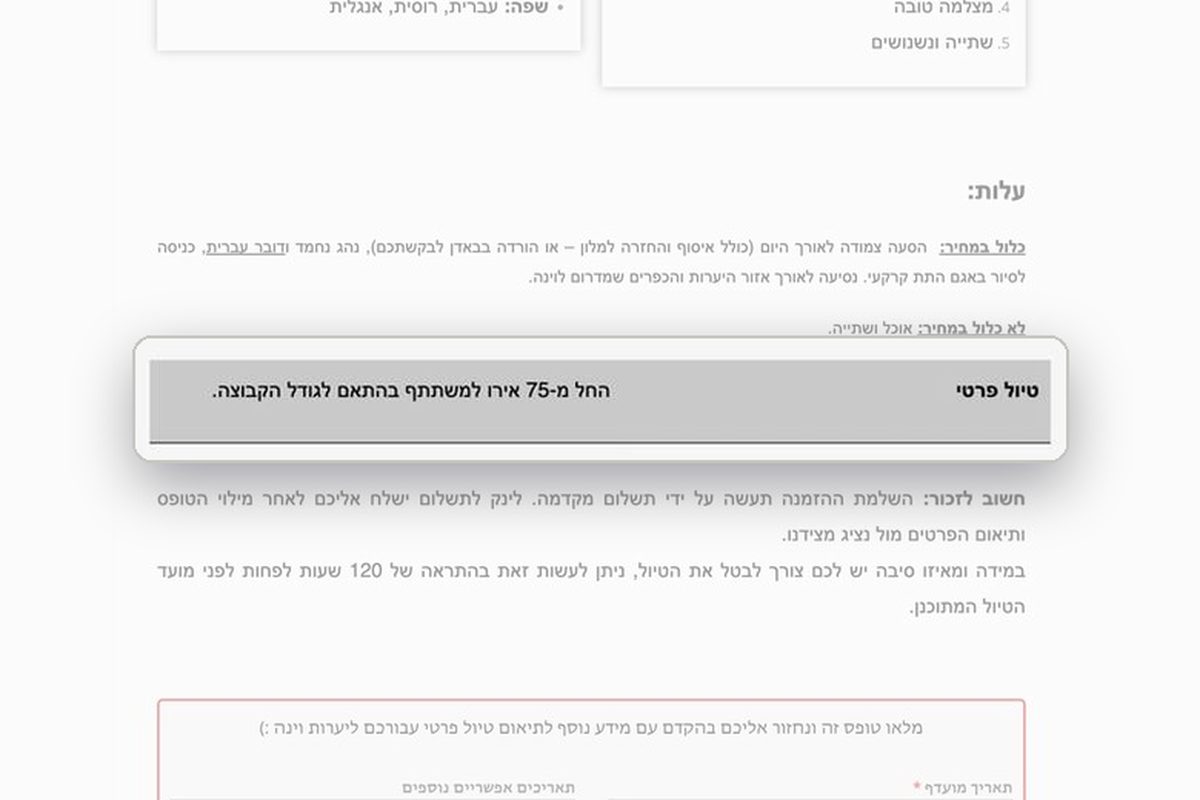 4. מצלמה טובה
5. שתייה ונשנושים
• שפה: עברית, רוסית, אנגלית
עלות:
כלול במחיר: הסעה צמודה לאורך היום (כולל איסוף והחזרה למלון – או הורדה בבאדן לבקשתכם), נהג נחמד ודובר עברית, כניסה
לסיור באגם התת קרקעי. נסיעה לאורך אזור היערות והכפרים שמדרום לוינה.
לא כלול במחיר: אוכל ושתייה.
טיול פרטי החל מ-75 אירו למשתתף בהתאם לגודל הקבוצה.
חשוב לזכור: השלמת ההזמנה תעשה על ידי תשלום מקדמה. לינק לתשלום ישלח אליכם לאחר מילוי הטופס
ותיאום הפרטים מול נציג מצידנו.
במידה ומאיזו סיבה יש לכם צורך לבטל את הטיול, ניתן לעשות זאת בהתראה של 120 שעות לפחות לפני מועד
הטיול המתוכנן.
מלאו טופס זה ונחזור אליכם בהקדם עם מידע נוסף לתיאום טיול פרטי עבורכם ליערות וינה :)
תאריך מועדף * תאריכים אפשריים נוספים